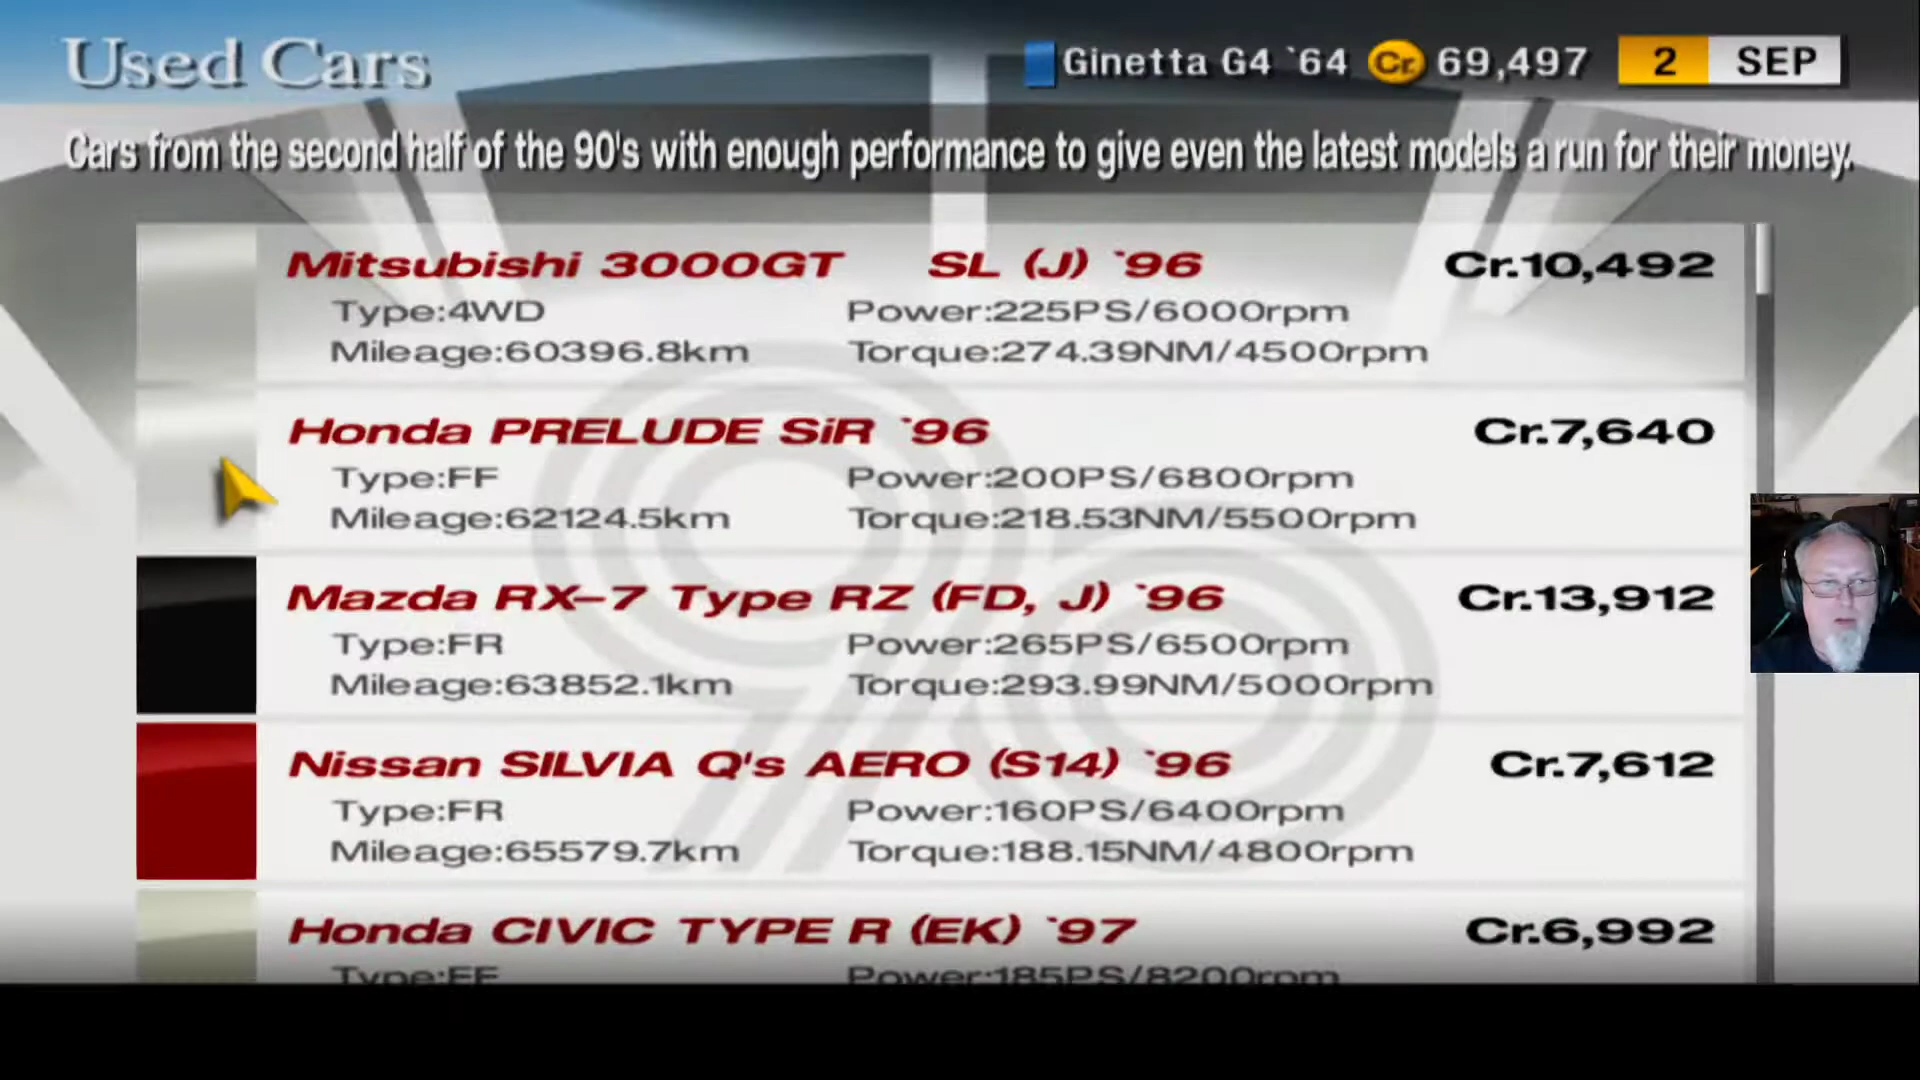 Used Cars
Ginetta G4 `64 Cr. 69,497 2 SEP
Cars from the second half of the 90's with enough performance to give even the latest models a run for their money.
Mitsubishi 3000GT SL (J) `96 Cr.10,492
Type:4WD Power:225PS/6000rpm
Mileage:60396.8km Torque:274.39NM/4500rpm
Honda PRELUDE SiR `96 Cr.7,640
Type:FF Power:200PS/6800rpm
Mileage:62124.5km Torque:218.53NM/5500rpm
Mazda RX-7 Type RZ (FD, J) `96 Cr.13,912
Type:FR Power:265PS/6500rpm
Mileage:63852.1km Torque:293.99NM/5000rpm
Nissan SILVIA Q's AERO (S14) `96 Cr.7,612
Type:FR Power:160PS/6400rpm
Mileage:65579.7km Torque:188.15NM/4800rpm
Honda CIVIC TYPE R (EK) `97 Cr.6,992
Type:FF Power:185PS/8200rpm